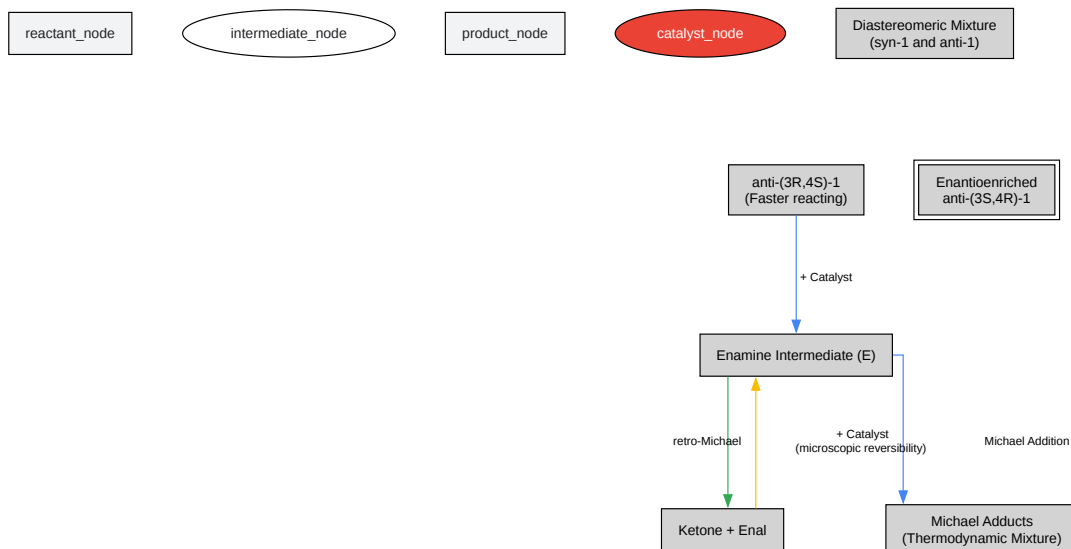 reactant_node
intermediate_node
product_node
catalyst_node
Diastereomeric Mixture
(syn-1 and anti-1)
anti-(3R,4S)-1
(Faster reacting)
Enantioenriched
anti-(3S,4R)-1
+ Catalyst
Enamine Intermediate (E)
retro-Michael
+ Catalyst
(microscopic reversibility)
Michael Addition
Ketone + Enal
Michael Adducts
(Thermodynamic Mixture)